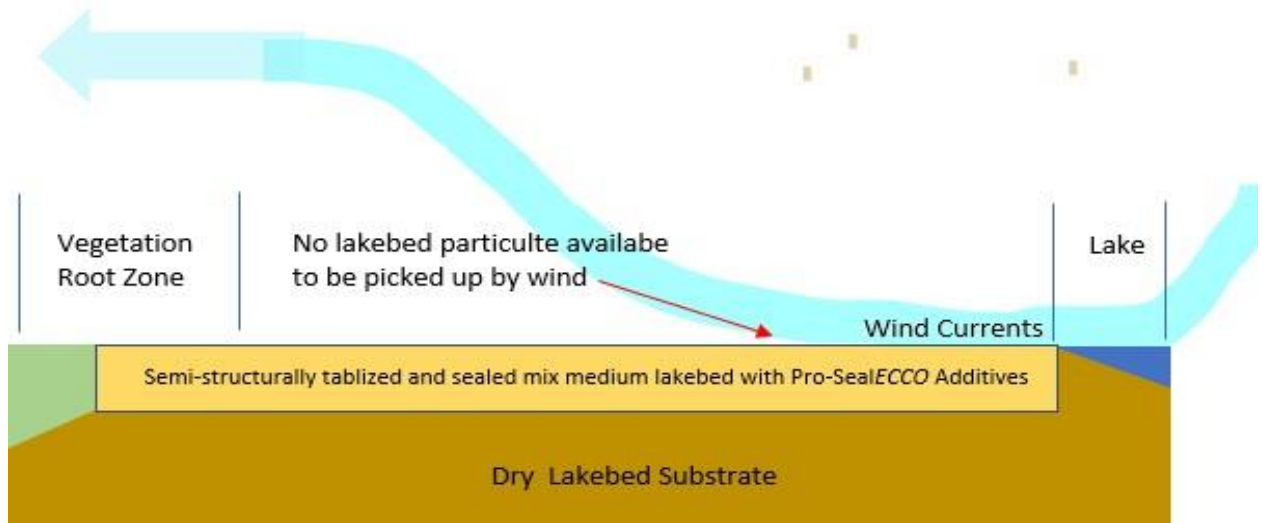 Vegetation
Root Zone
No lakebed particulte availabe
to be picked up by wind
Lake
Wind Currents
Semi-structurally tablized and sealed mix medium lakebed with Pro-SealECCO Additives
Dry Lakebed Substrate